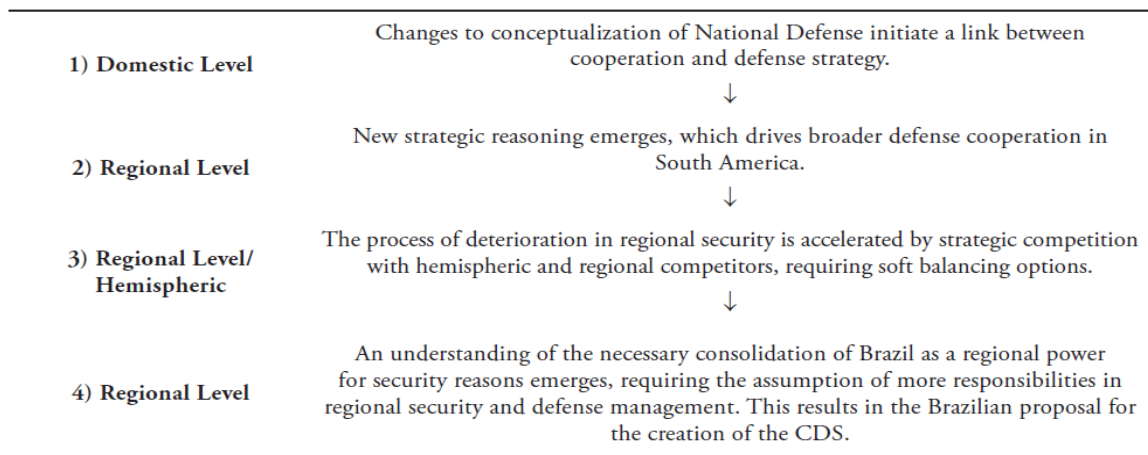 1) Domestic Level
Changes to conceptualization of National Defense initiate a link between
cooperation and defense strategy.
↓
2) Regional Level
New strategic reasoning emerges, which drives broader defense cooperation in
South America.
↓
3) Regional Level/
Hemispheric
The process of deterioration in regional security is accelerated by strategic competition
with hemispheric and regional competitors, requiring soft balancing options.
↓
4) Regional Level
An understanding of the necessary consolidation of Brazil as a regional power
for security reasons emerges, requiring the assumption of more responsibilities in
regional security and defense management. This results in the Brazilian proposal for
the creation of the CDS.